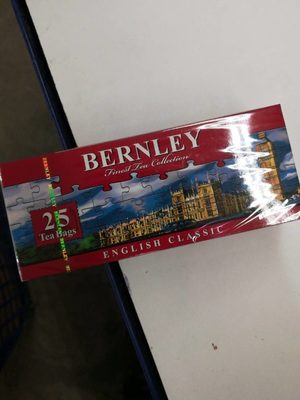 BERNLEY
Finest Tea Collection
25
Tea Bags
ENGLISH CLASSIC